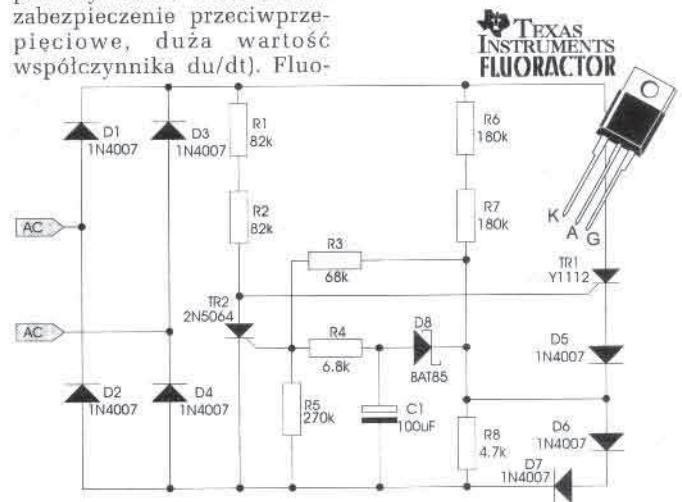 zabezpieczenie przeciwprze-
pięciowe, duża wartość
współczynnika du/dt). Fluo-
TEXAS
INSTRUMENTS
FLUORACTOR
D1
1N4007
D3
1N4007
R1
82k
R6
180k
R2
82k
R7
180k
K
A
G
AC
R3
68k
TR1
Y1112
TR2
2N5064
AC
R4
6.8k
D8
BAT85
D5
1N4007
D2
1N4007
D4
1N4007
R5
270k
C1
100uF
R8
4.7k
D6
1N4007
D7
1N4007